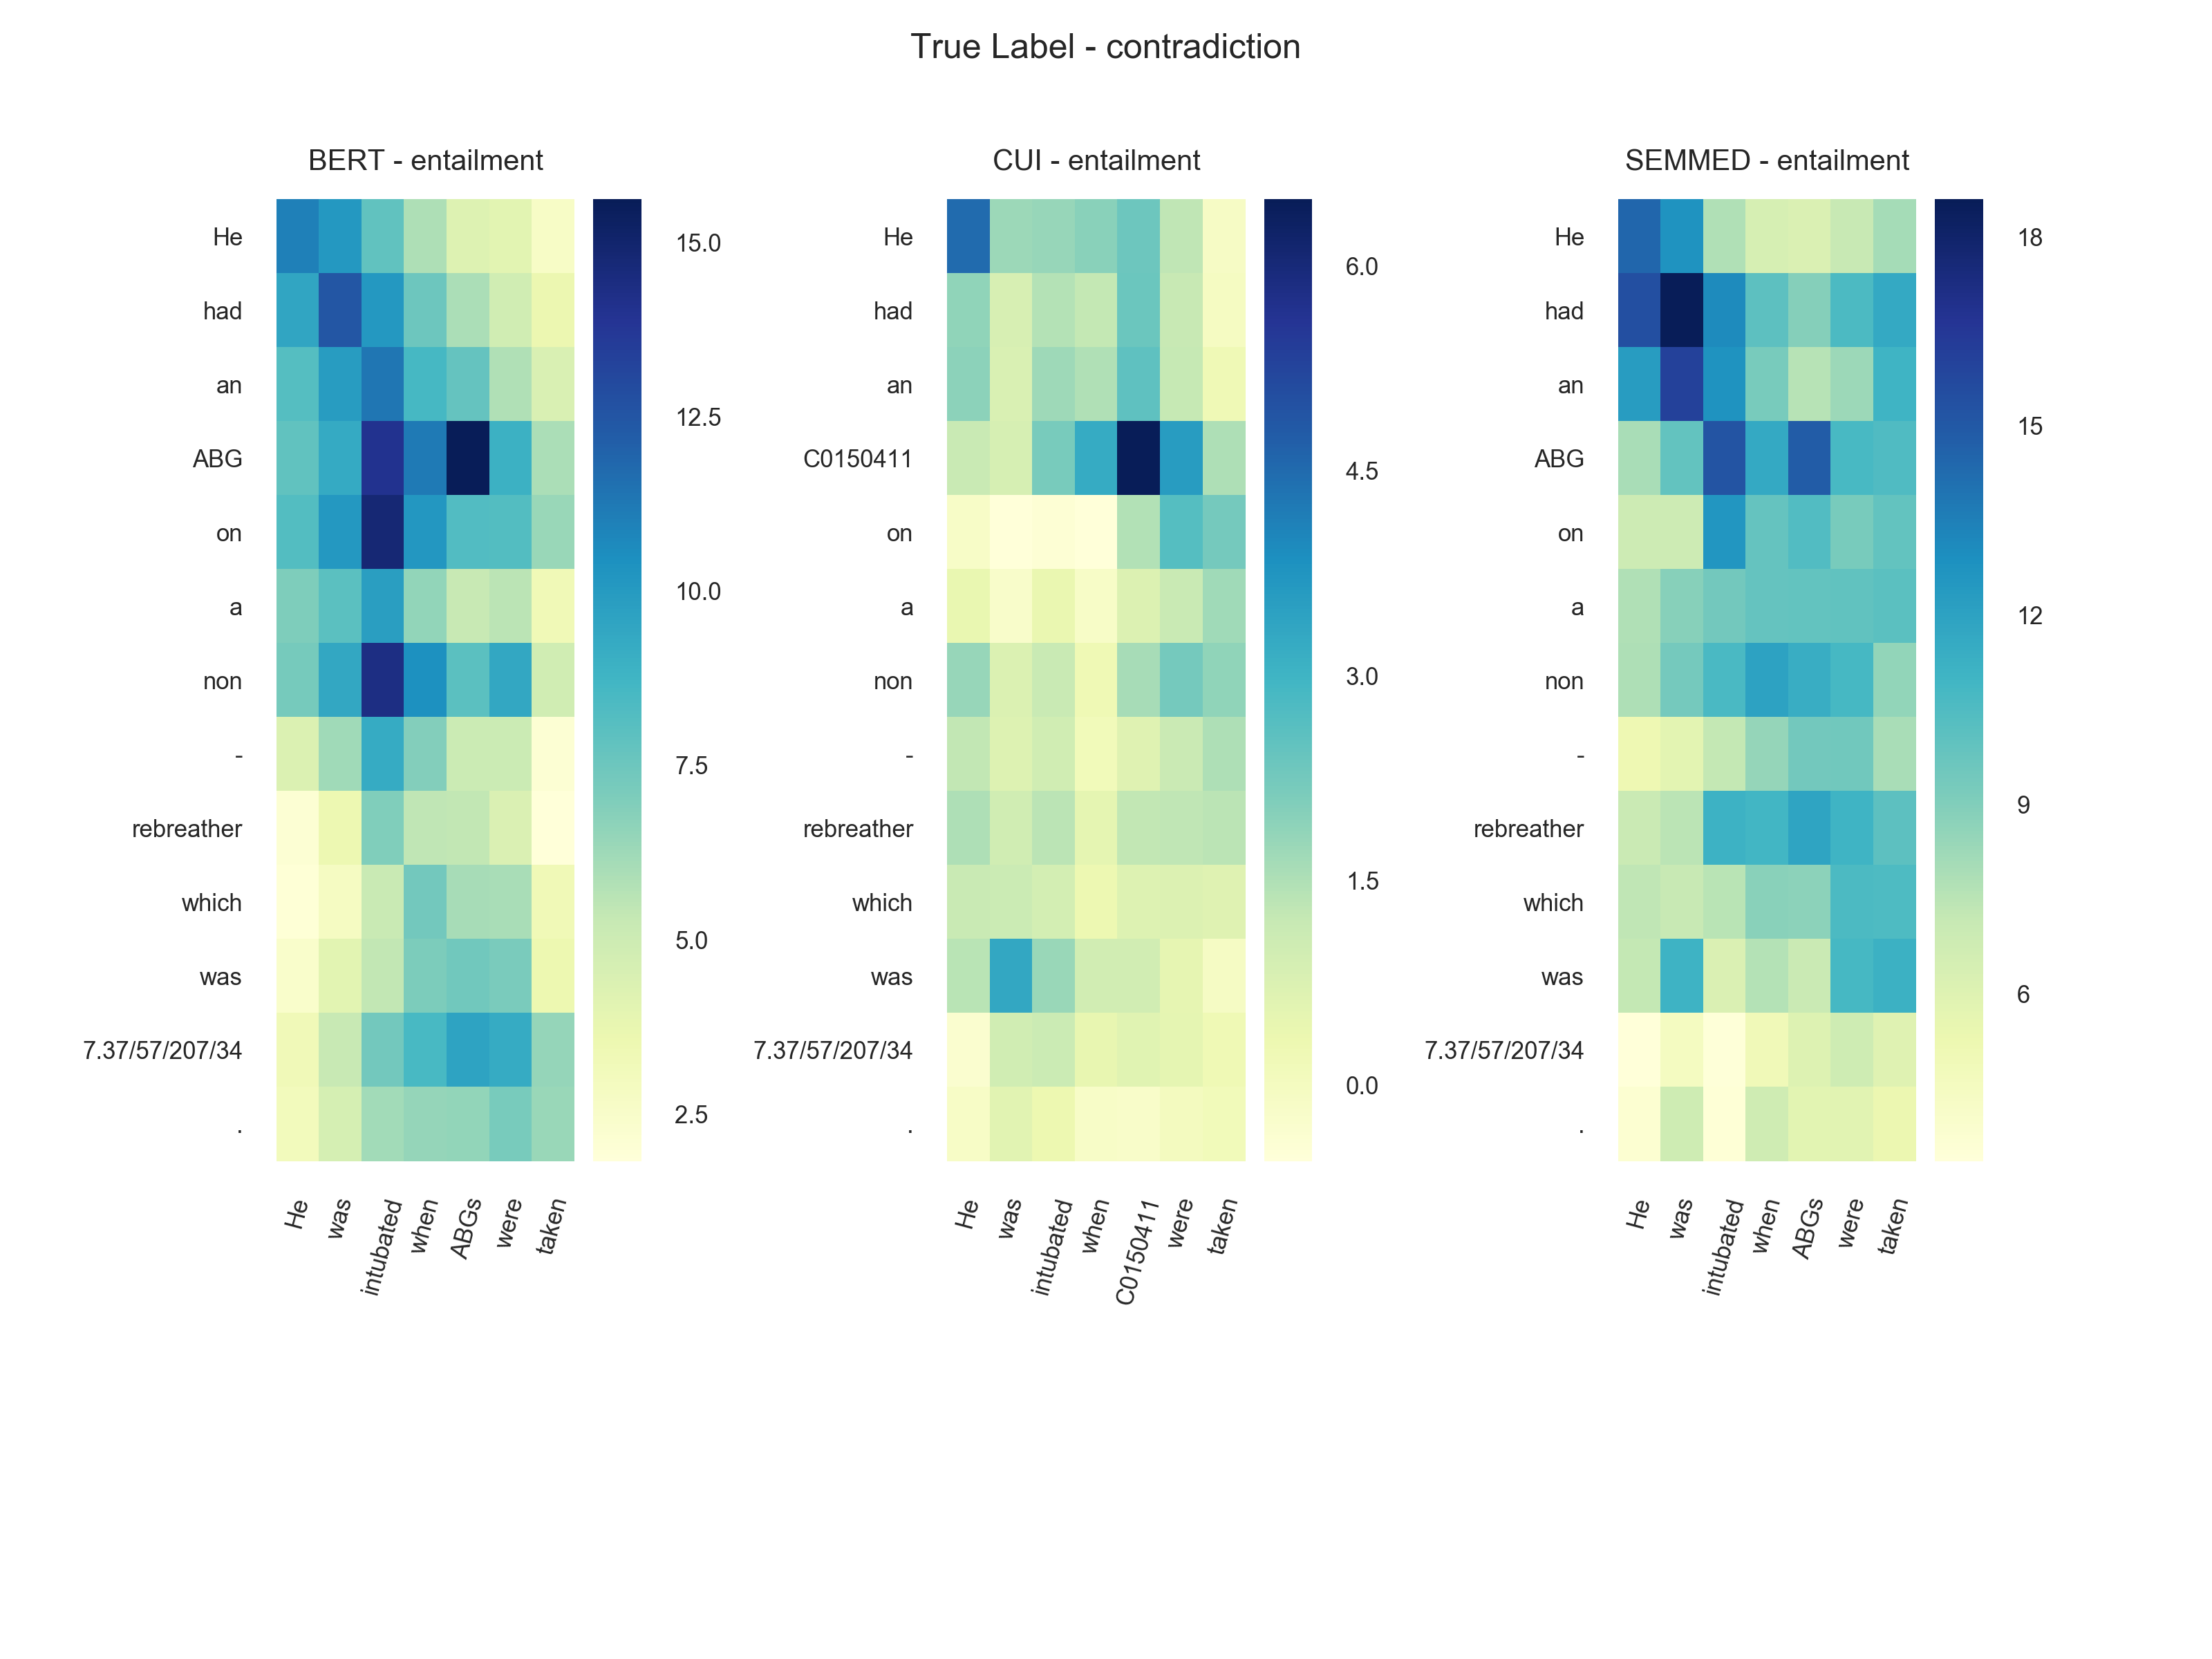 True Label - contradiction
BERT - entailment
He
had
an
ABG
on
a
non
-
rebreather
which
was
7.37/57/207/34
.
He
was
intubated
when
ABGs
were
taken
15.0
12.5
10.0
7.5
5.0
2.5
CUI - entailment
He
had
an
C0150411
on
a
non
-
rebreather
which
was
7.37/57/207/34
.
He
was
intubated
when
C0150411
were
taken
6.0
4.5
3.0
1.5
0.0
SEMMED - entailment
He
had
an
ABG
on
a
non
-
rebreather
which
was
7.37/57/207/34
.
He
was
intubated
when
ABGs
were
taken
18
15
12
9
6